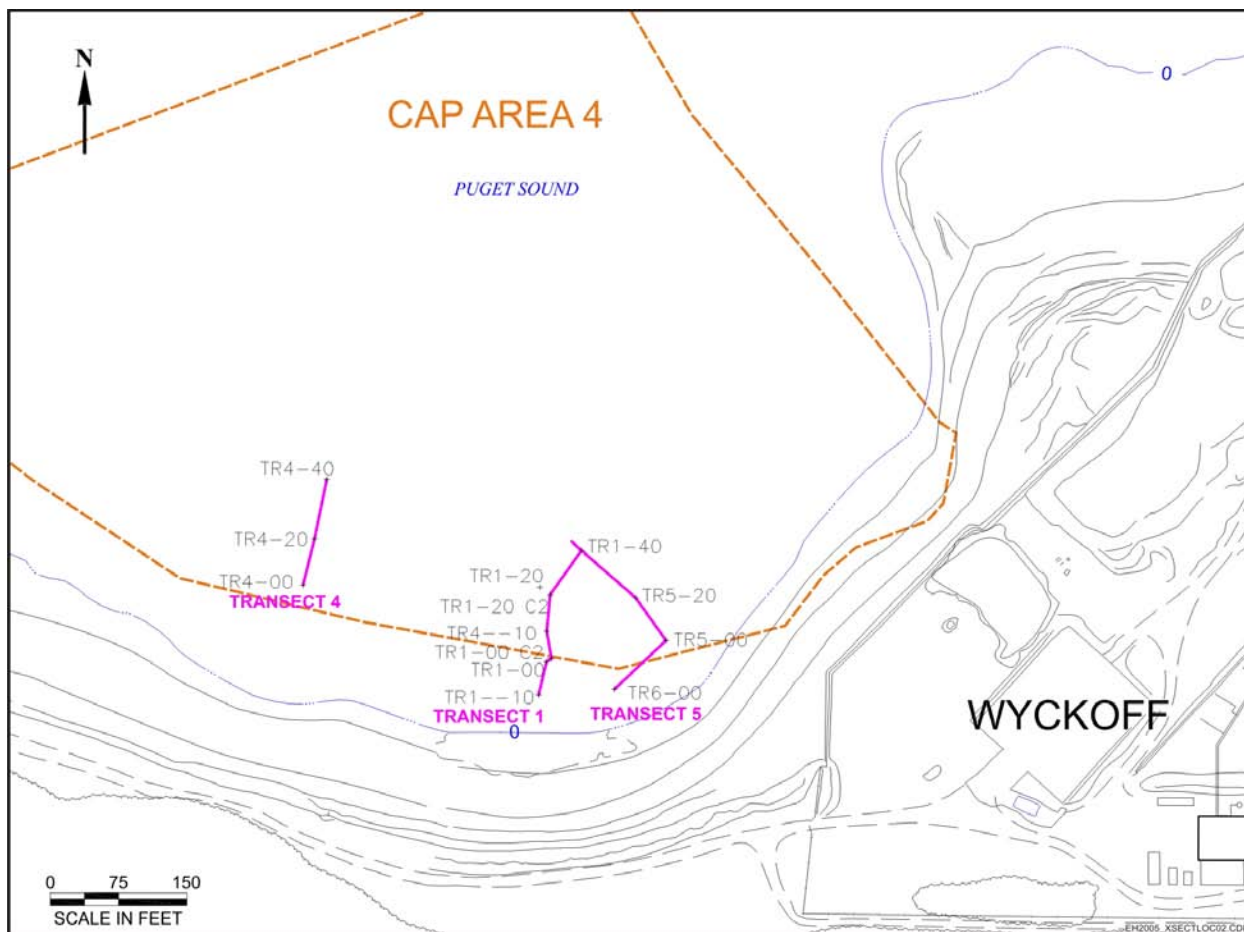 N
CAP AREA 4
0
PUGET SOUND
TR4-40
TR4-20
TR4-00
TRANSECT 4
TR1-40
TR1-20
TR5-20
TR1-20 C2
TR4--10
TR5-00
TR1-00 C2
TR1-00
TR1--10
TR6-00
TRANSECT 1
TRANSECT 5
0
WYCKOFF
0 75 150
SCALE IN FEET
EH2005_XSECTLOC02.CDR